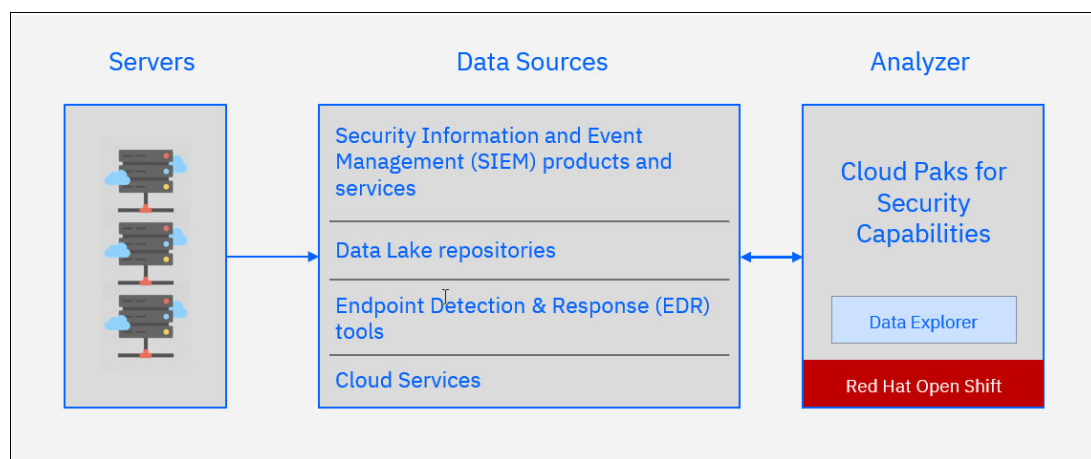 Servers
Data Sources
Analyzer
Security Information and Event
Management (SIEM) products and
services
Data Lake repositories
Endpoint Detection & Response (EDR)
tools
Cloud Services
Cloud Paks for
Security
Capabilities
Data Explorer
Red Hat Open Shift